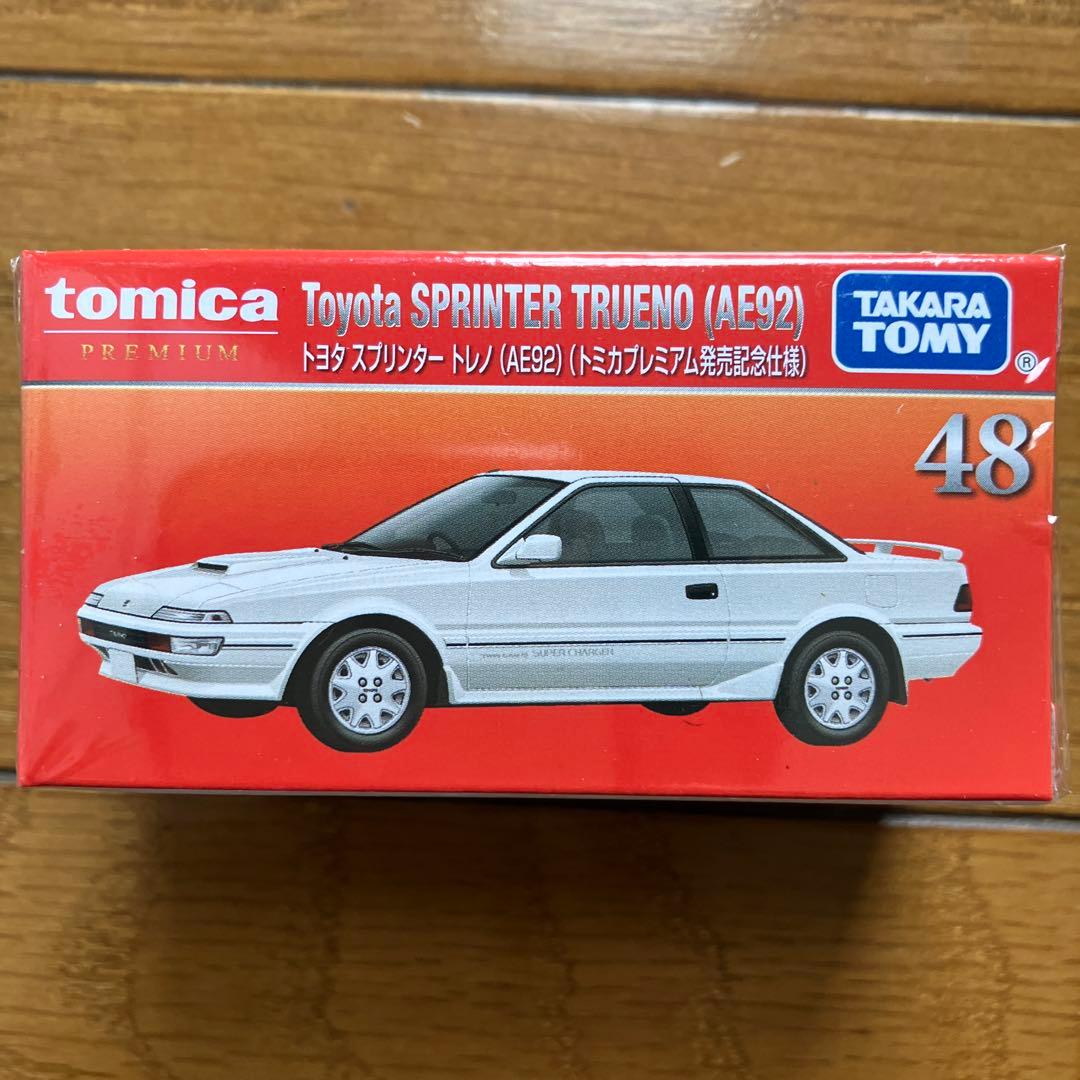 tomica
PREMIUM
Toyota SPRINTER TRUENO (AE92)
トヨタ スプリンター トレノ (AE92) (トミカプレミアム発売記念仕様)
TAKARA
TOMY
®
48
SUPER CHARGER